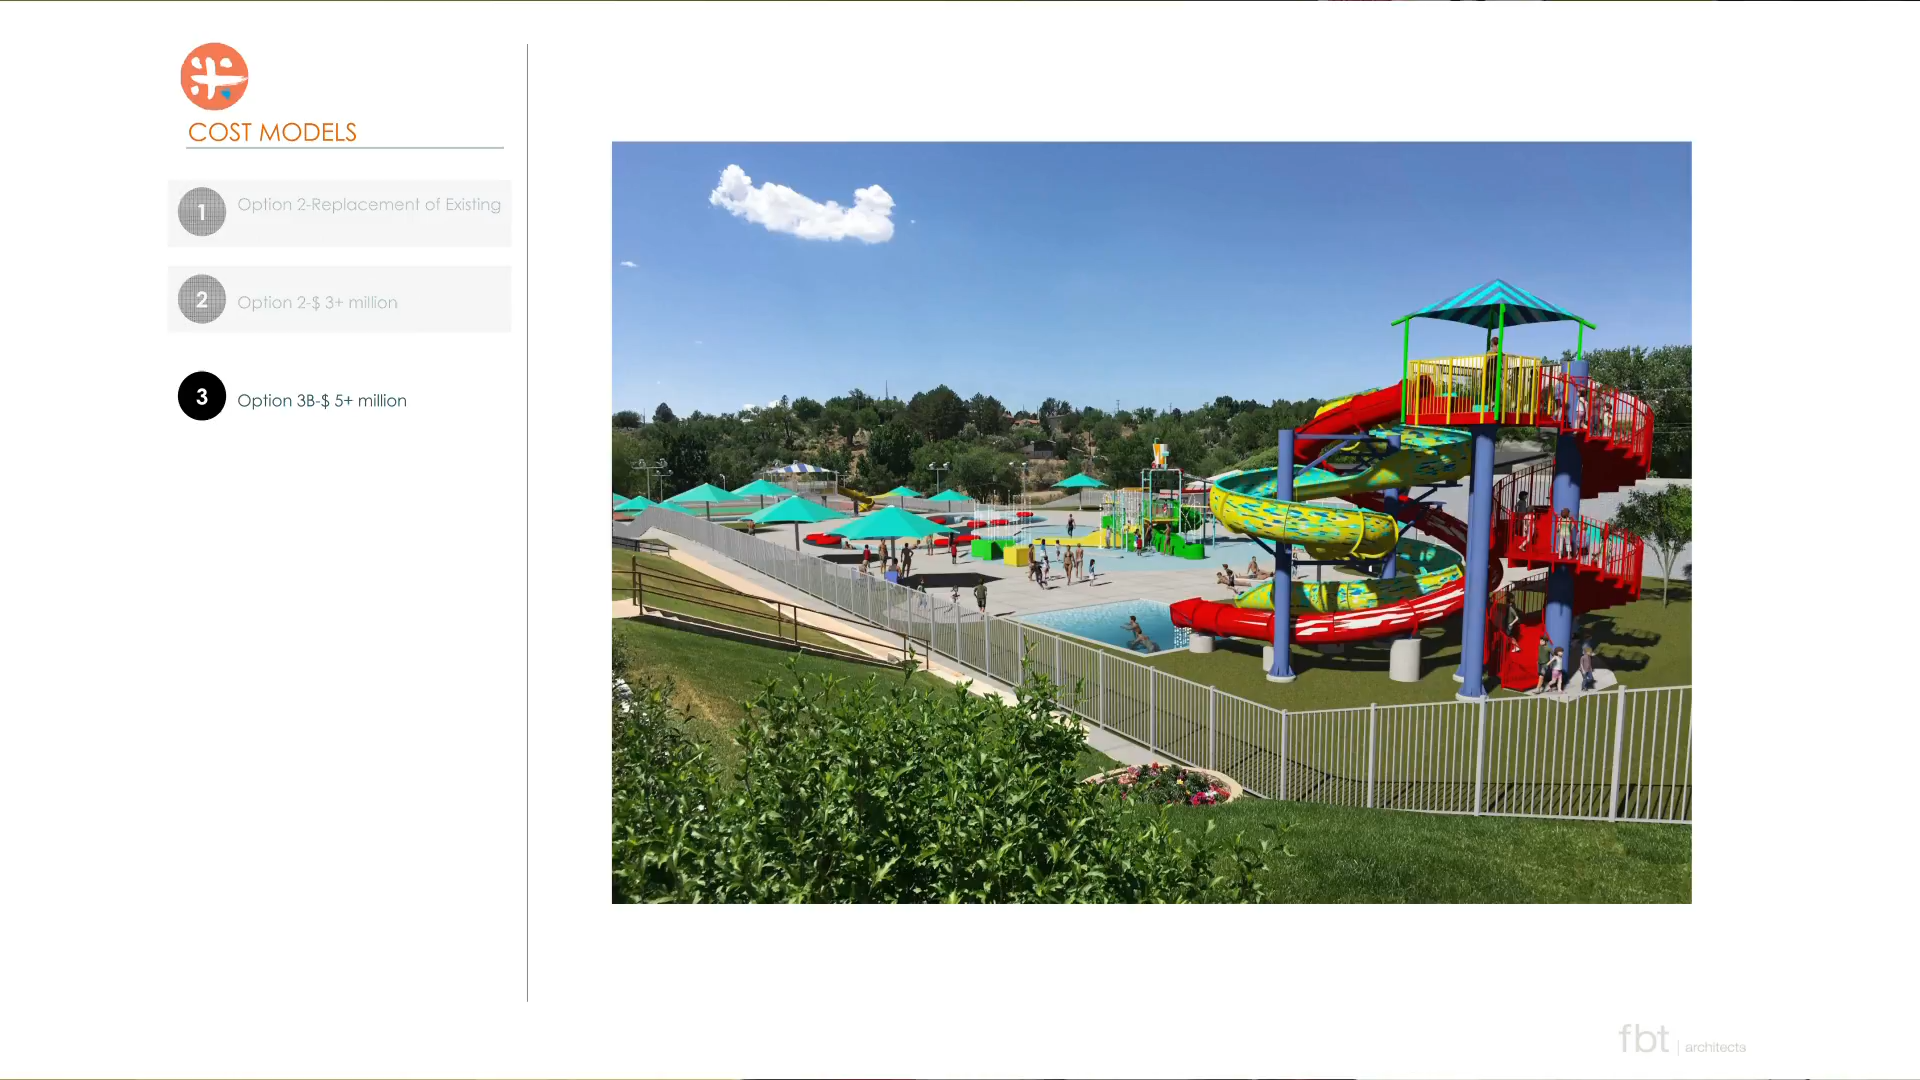 COST MODELS
1
Option 2-Replacement of Existing
2
Option 2-$ 3+ million
3
Option 3B-$ 5+ million
fbt | architects